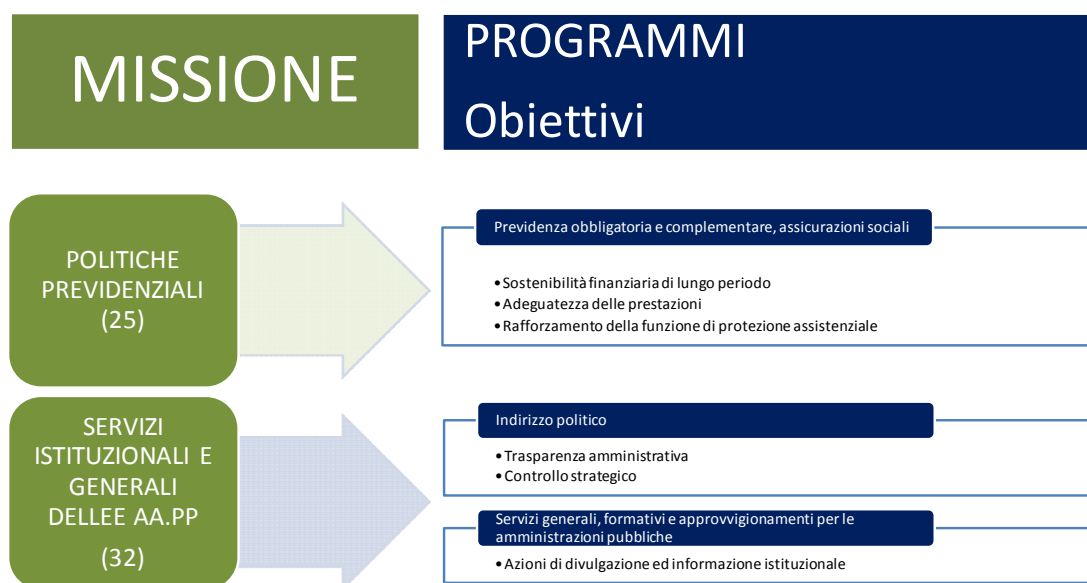 MISSIONE
PROGRAMMI
Obiettivi
POLITICHE
PREVIDENZIALI
(25)
Previdenza obbligatoria e complementare, assicurazioni sociali
•Sostenibilità finanziaria di lungo periodo
•Adeguatezza delle prestazioni
•Rafforzamento della funzione di protezione assistenziale
SERVIZI
ISTITUZIONALI E
GENERALI
DELLEE AA.PP
(32)
Indirizzo politico
•Trasparenza amministrativa
•Controllo strategico
Servizi generali, formativi e approvvigionamenti per le
amministrazioni pubbliche
•Azioni di divulgazione ed informazione istituzionale